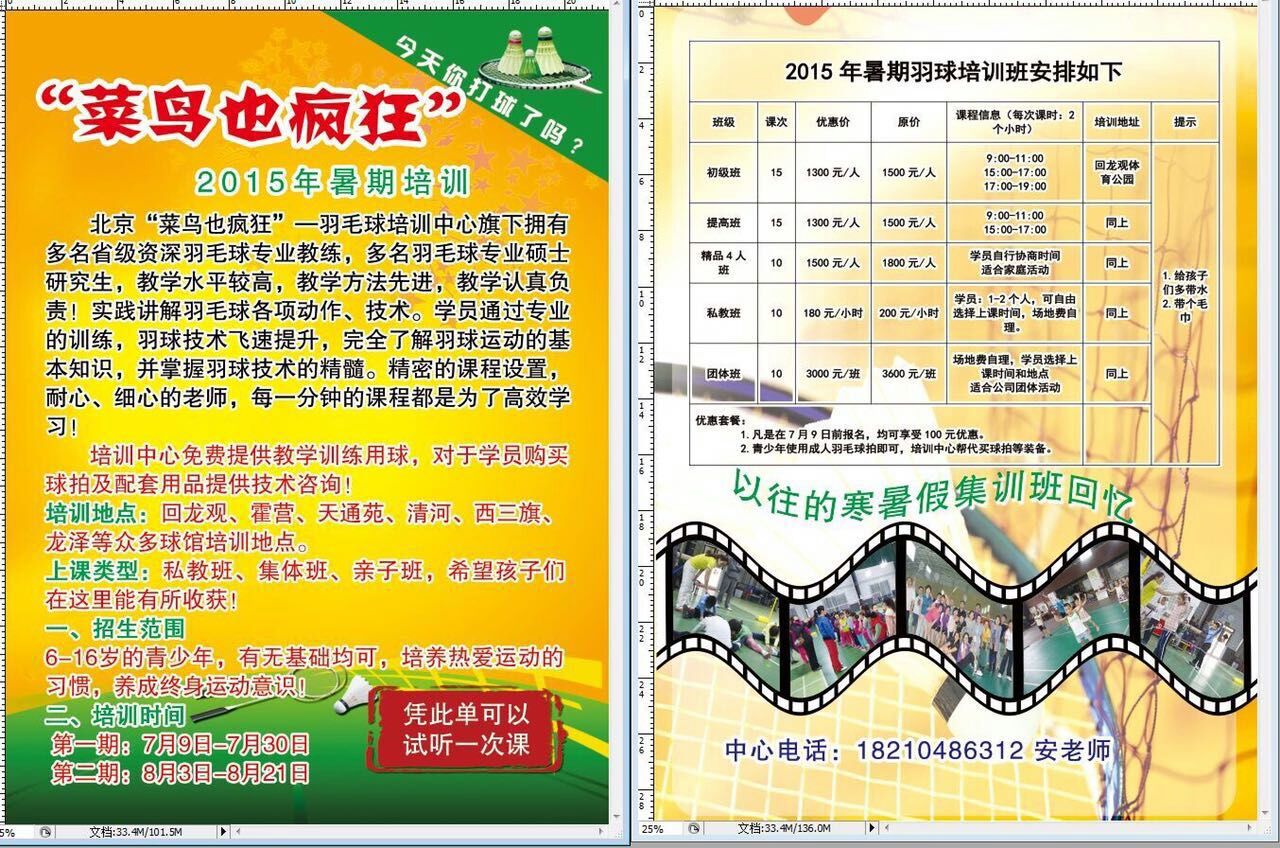 今天你打球了吗？
“菜鸟也疯狂”
2015年暑期培训
北京“菜鸟也疯狂”—羽毛球培训中心旗下拥有
多名省级资深羽毛球专业教练，多名羽毛球专业硕士
研究生，教学水平较高，教学方法先进，教学认真负
责！实践讲解羽毛球各项动作、技术。学员通过专业
的训练，羽球技术飞速提升，完全了解羽球运动的基
本知识，并掌握羽球技术的精髓。精密的课程设置，
耐心、细心的老师，每一分钟的课程都是为了高效学
习！
培训中心免费提供教学训练用球，对于学员购买
球拍及配套用品提供技术咨询！
培训地点：回龙观、霍营、天通苑、清河、西三旗、
龙泽等众多球馆培训地点。
上课类型：私教班、集体班、亲子班，希望孩子们
在这里能有所收获！
一、招生范围
6-16岁的青少年，有无基础均可，培养热爱运动的
习惯，养成终身运动意识！
二、培训时间
第一期：7月9日-7月30日
第二期：8月3日-8月21日
凭此单可以
试听一次课
5% 文档:33.4M/101.5M
2015 年暑期羽球培训班安排如下
班级 课次 优惠价 原价 课程信息（每次课时：2 个小时） 培训地址 提示
初级班 15 1300 元/人 1500 元/人 9:00-11:00 15:00-17:00 17:00-19:00 回龙观体育公园
提高班 15 1300 元/人 1500 元/人 9:00-11:00 15:00-17:00 同上
精品 4 人班 10 1500 元/人 1800 元/人 学员自行协商时间 适合家庭活动 同上
1. 给孩子们多带水
2. 带个毛巾
私教班 10 180 元/小时 200 元/小时 学员：1-2 个人，可自由选择上课时间，场地费自理。 同上
团体班 10 3000 元/班 3600 元/班 场地费自理，学员选择上课时间和地点 适合公司团体活动 同上
优惠套餐：
1. 凡是在 7 月 9 日前报名，均可享受 100 元优惠。
2. 青少年使用成人羽毛球拍即可，培训中心帮代买球拍等装备。
以往的寒暑假集训班回忆
中心电话：18210486312 安老师
25% 文档:33.4M/136.0M